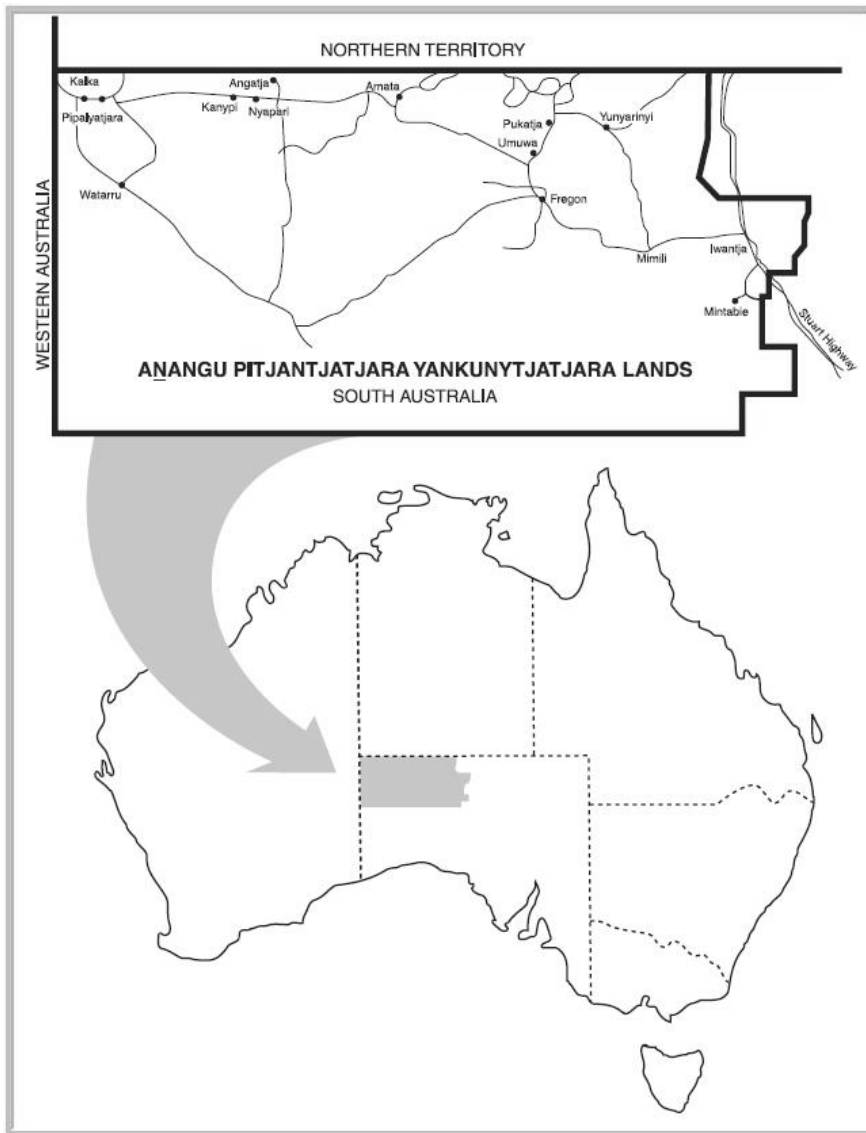 NORTHERN TERRITORY
Kalka
Angatja
Amata
Kanypi
Nyapari
Pipalyatjara
Pukatja
Yunyarinyi
Umuwa
Watarru
Fregon
WESTERN AUSTRALIA
Iwantja
Mimili
Mintabie
Stuart Highway
AṈANGU PITJANTJATJARA YANKUNYTJATJARA LANDS
SOUTH AUSTRALIA